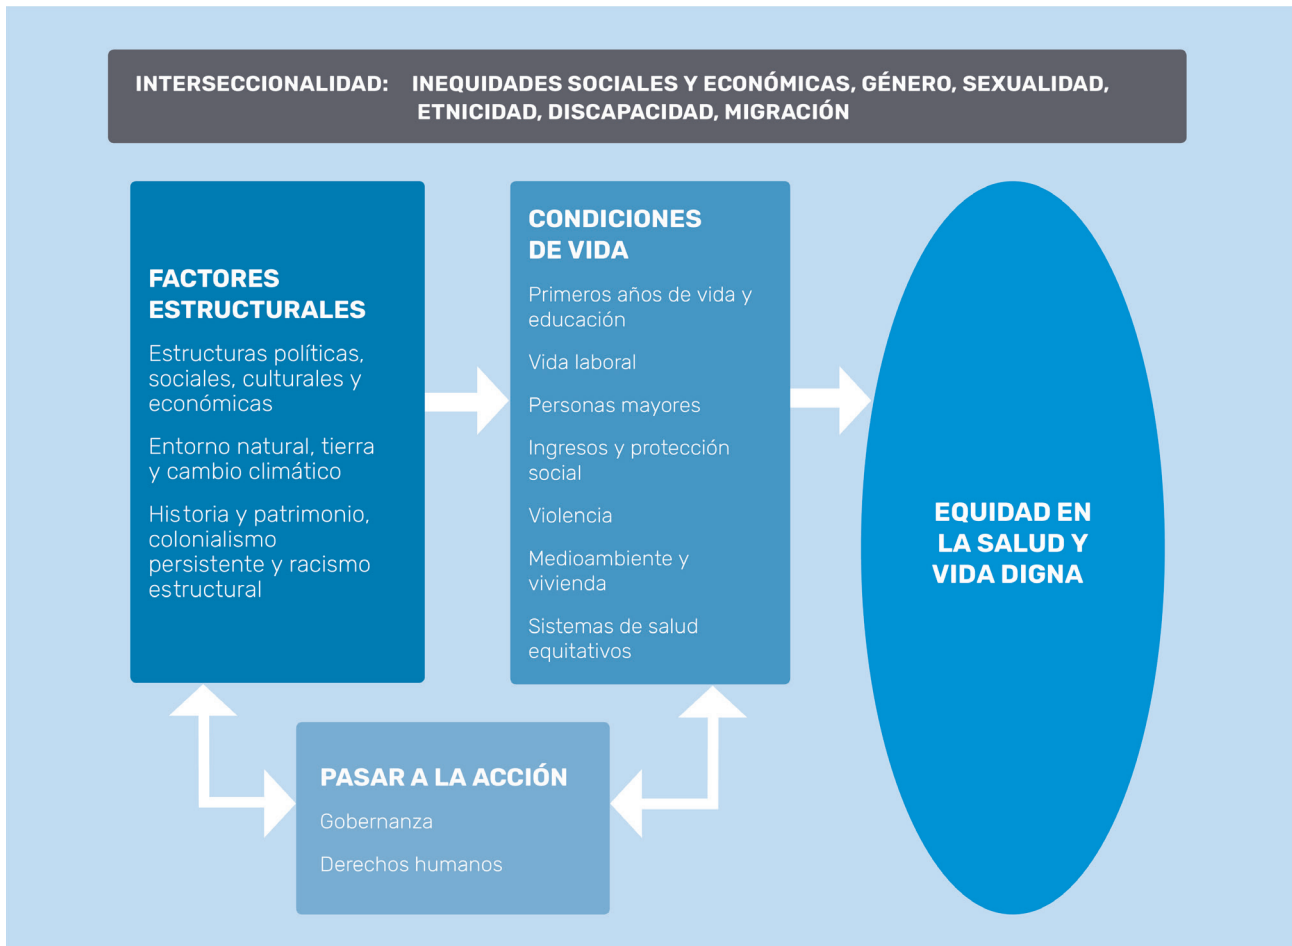 INTERSECCIONALIDAD: INEQUIDADES SOCIALES Y ECONÓMICAS, GÉNERO, SEXUALIDAD,
ETNICIDAD, DISCAPACIDAD, MIGRACIÓN
FACTORES
ESTRUCTURALES
Estructuras políticas,
sociales, culturales y
económicas
Entorno natural, tierra
y cambio climático
Historia y patrimonio,
colonialismo
persistente y racismo
estructural
CONDICIONES
DE VIDA
Primeros años de vida y
educación
Vida laboral
Personas mayores
Ingresos y protección
social
Violencia
Medioambiente y
vivienda
Sistemas de salud
equitativos
EQUIDAD EN
LA SALUD Y
VIDA DIGNA
PASAR A LA ACCIÓN
Gobernanza
Derechos humanos